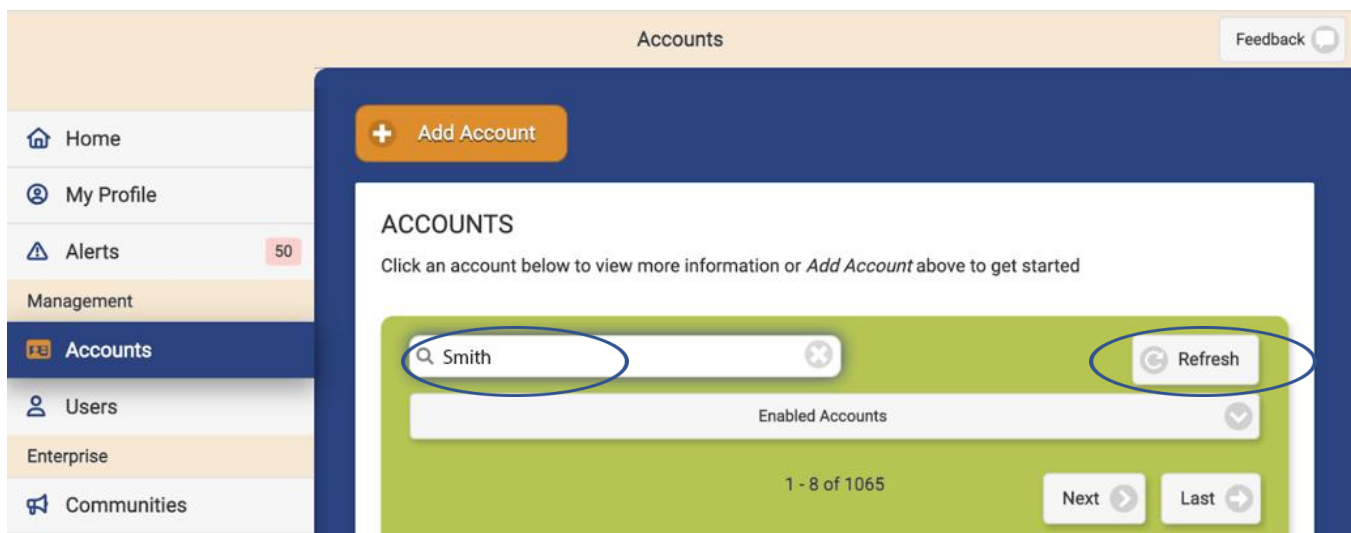 Accounts
Feedback
Home
Add Account
My Profile
ACCOUNTS
Alerts 50
Click an account below to view more information or Add Account above to get started
Management
Accounts
Smith
Refresh
Users
Enabled Accounts
Enterprise
1 - 8 of 1065
Next
Last
Communities